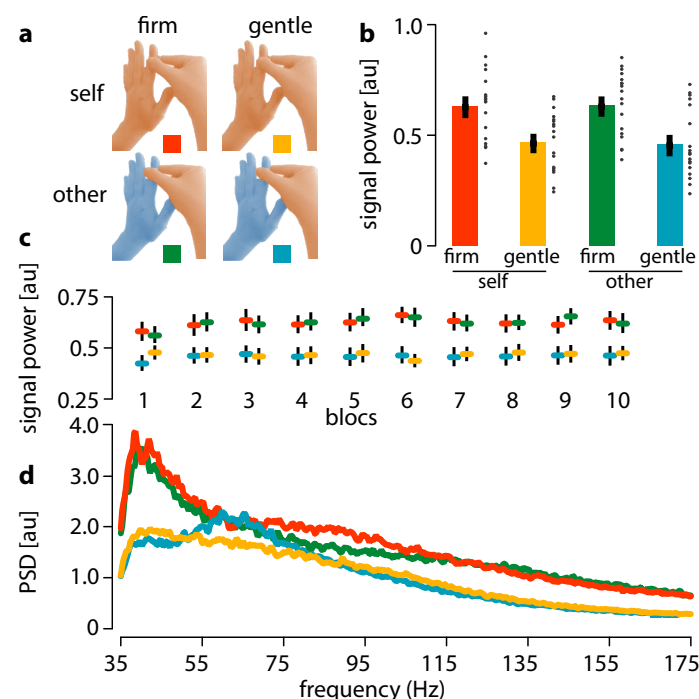 a
firm
gentle
self
other
b
signal power [au]
1.0
0.5
0
firm
gentle
firm
gentle
self
other
c
signal power [au]
0.75
0.5
0.25
1 2 3 4 5 6 7 8 9 10
blocs
d
PSD [au]
4.0
3.0
2.0
1.0
0
35 55 75 95 115 135 155 175
frequency (Hz)